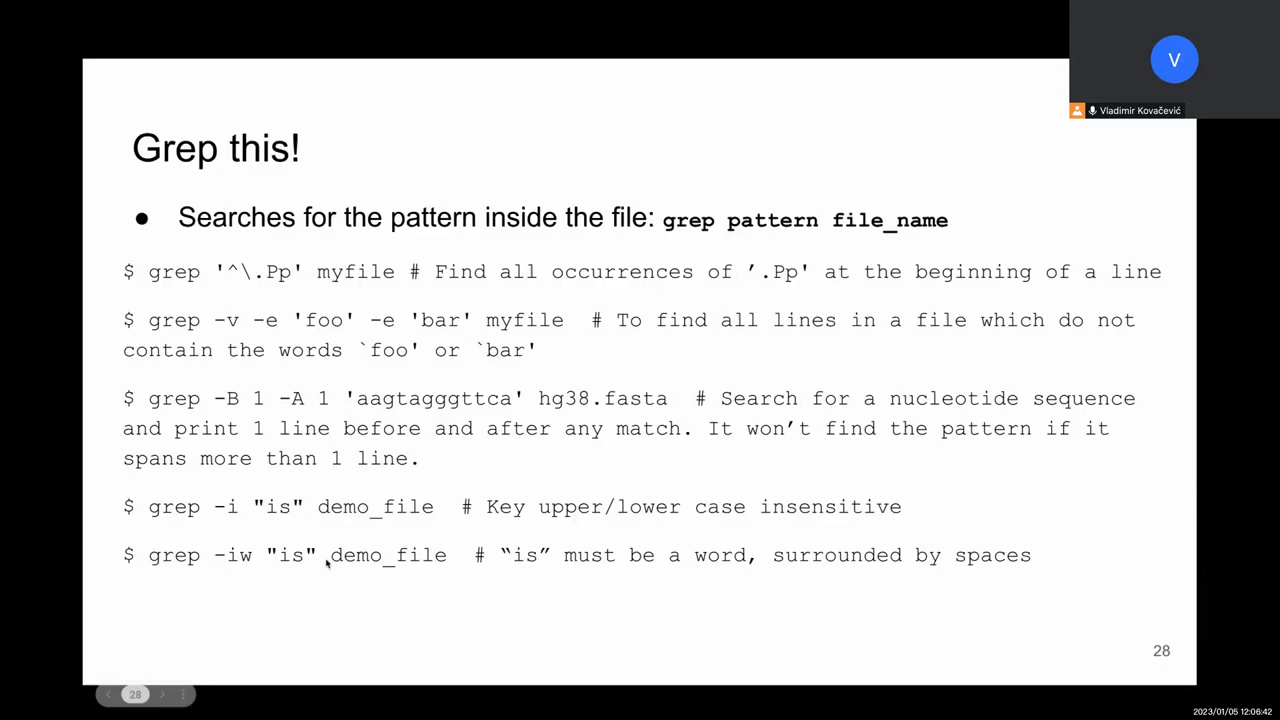 V
Vladimir Kovačević
Grep this!
● Searches for the pattern inside the file: grep pattern file_name
$ grep '^\.Pp' myfile # Find all occurrences of ’.Pp' at the beginning of a line
$ grep -v -e 'foo' -e 'bar' myfile # To find all lines in a file which do not
contain the words `foo' or `bar'
$ grep -B 1 -A 1 'aagtagggttca' hg38.fasta # Search for a nucleotide sequence
and print 1 line before and after any match. It won’t find the pattern if it
spans more than 1 line.
$ grep -i "is" demo_file # Key upper/lower case insensitive
$ grep -iw "is" demo_file # “is” must be a word, surrounded by spaces
28
28
2023/01/05 12:06:42